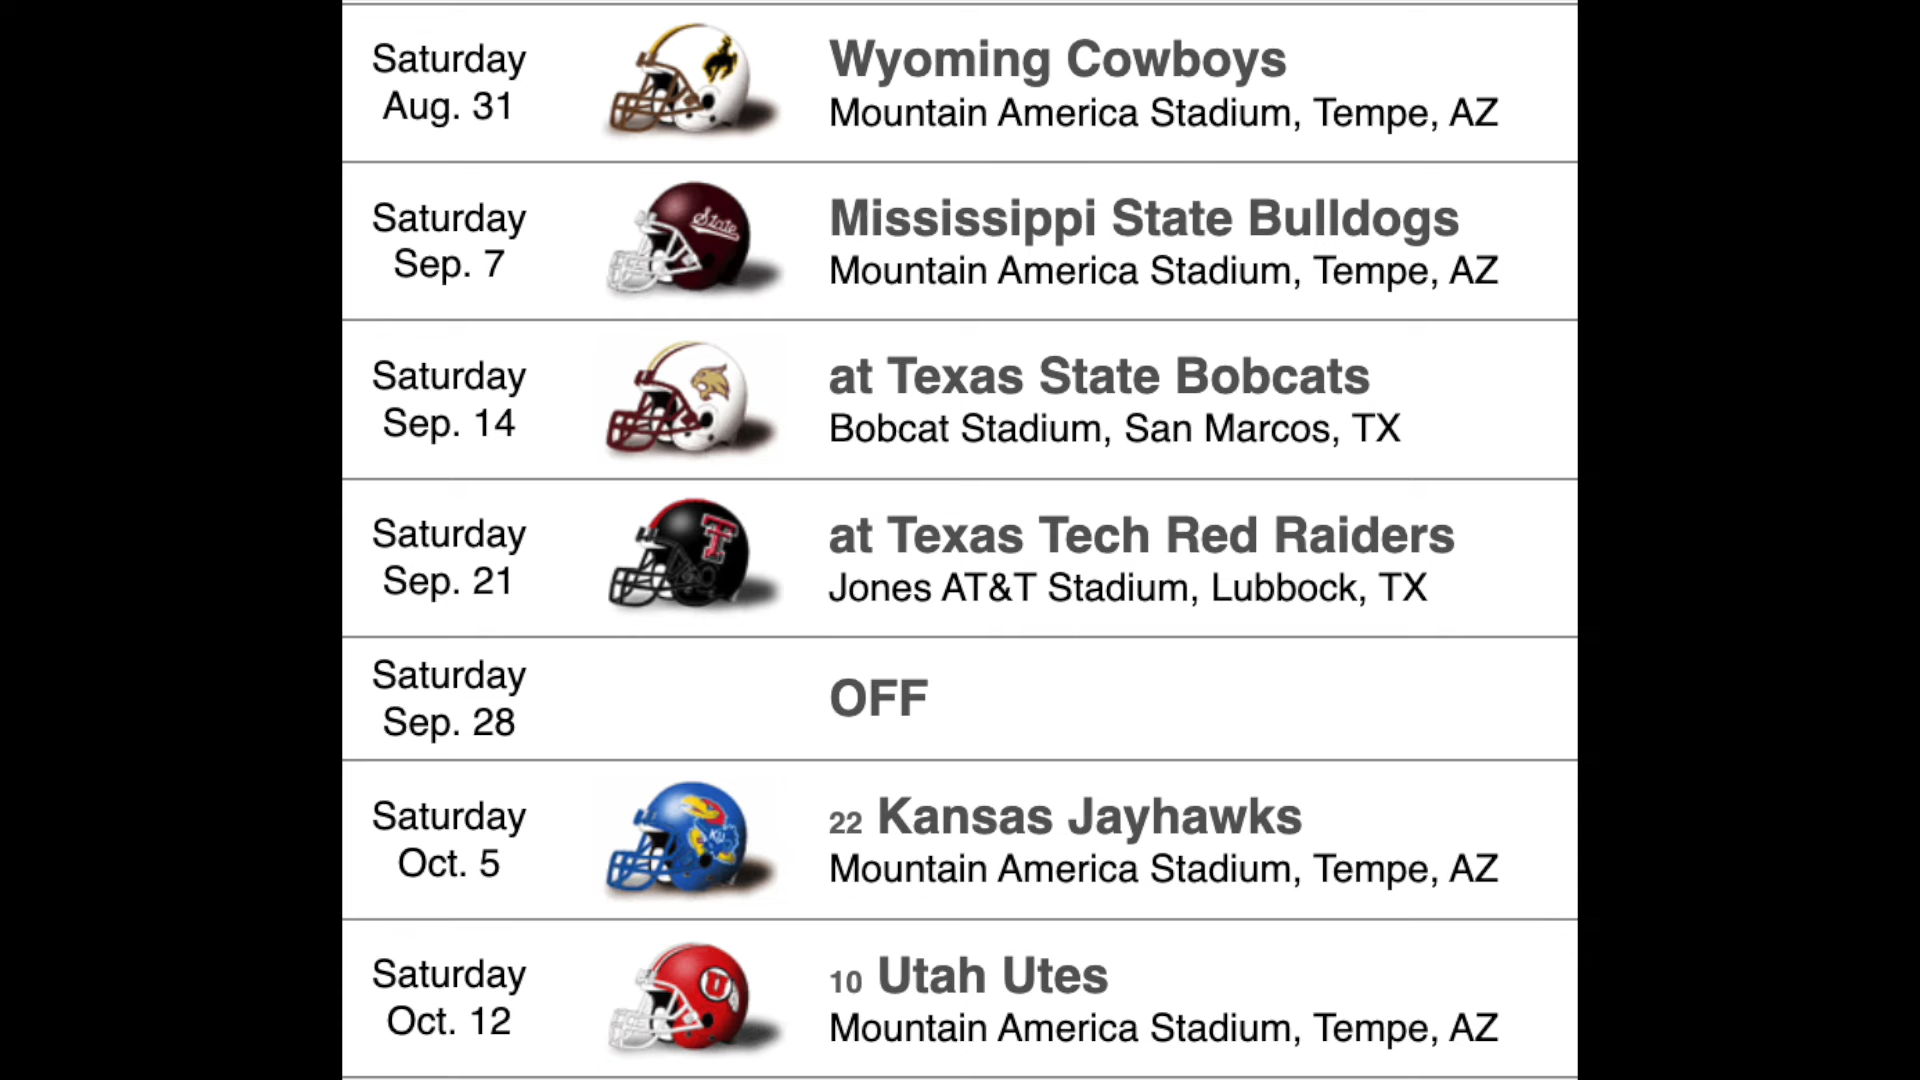 Saturday
Aug. 31
Wyoming Cowboys
Mountain America Stadium, Tempe, AZ
Saturday
Sep. 7
State
Mississippi State Bulldogs
Mountain America Stadium, Tempe, AZ
Saturday
Sep. 14
at Texas State Bobcats
Bobcat Stadium, San Marcos, TX
Saturday
Sep. 21
T
at Texas Tech Red Raiders
Jones AT&T Stadium, Lubbock, TX
Saturday
Sep. 28
OFF
Saturday
Oct. 5
KU
22 Kansas Jayhawks
Mountain America Stadium, Tempe, AZ
Saturday
Oct. 12
U
10 Utah Utes
Mountain America Stadium, Tempe, AZ